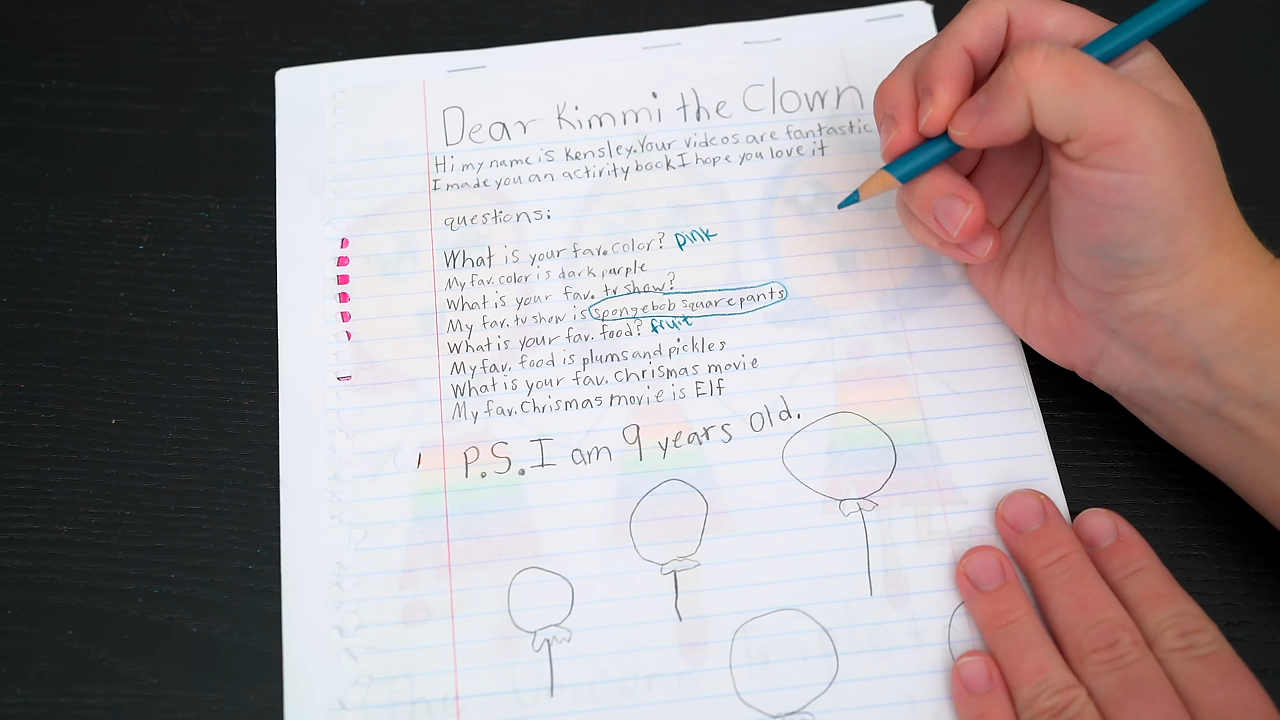 Dear Kimmi the Clown
Hi my name is Kensley. Your videos are fantastic
I made you an activity book I hope you love it
questions:
What is your fav. color? pink
My fav. color is dark purple
What is your fav. tv show?
My fav. tv show is spongebob squarepants
What is your fav. food? fruit
My fav. food is plums and pickles
What is your fav. Chrismas movie
My fav. Chrismas movie is Elf
P.S. I am 9 years old.